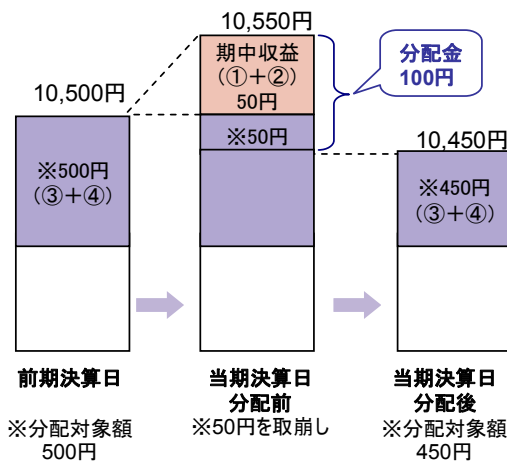 10,550円
期中収益
(①+②)
50円
分配金
100円
10,500円
※50円
10,450円
※500円
(③+④)
※450円
(③+④)
前期決算日
※分配対象額
500円
当期決算日
分配前
※50円を取崩し
当期決算日
分配後
※分配対象額
450円